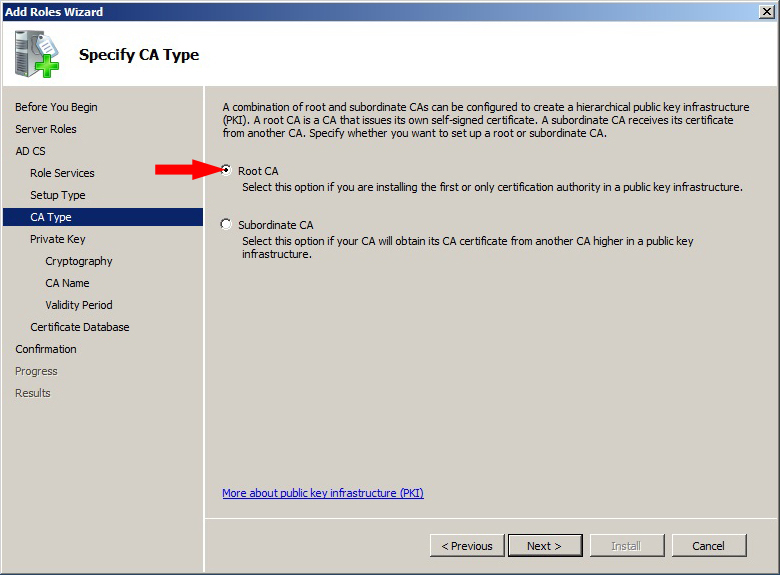 Add Roles Wizard
Specify CA Type
Before You Begin
Server Roles
AD CS
Role Services
Setup Type
CA Type
Private Key
Cryptography
CA Name
Validity Period
Certificate Database
Confirmation
Progress
Results
A combination of root and subordinate CAs can be configured to create a hierarchical public key infrastructure
(PKI). A root CA is a CA that issues its own self-signed certificate. A subordinate CA receives its certificate
from another CA. Specify whether you want to set up a root or subordinate CA.
Root CA
Select this option if you are installing the first or only certification authority in a public key infrastructure.
Subordinate CA
Select this option if your CA will obtain its CA certificate from another CA higher in a public key
infrastructure.
More about public key infrastructure (PKI)
< Previous
Next >
Install
Cancel